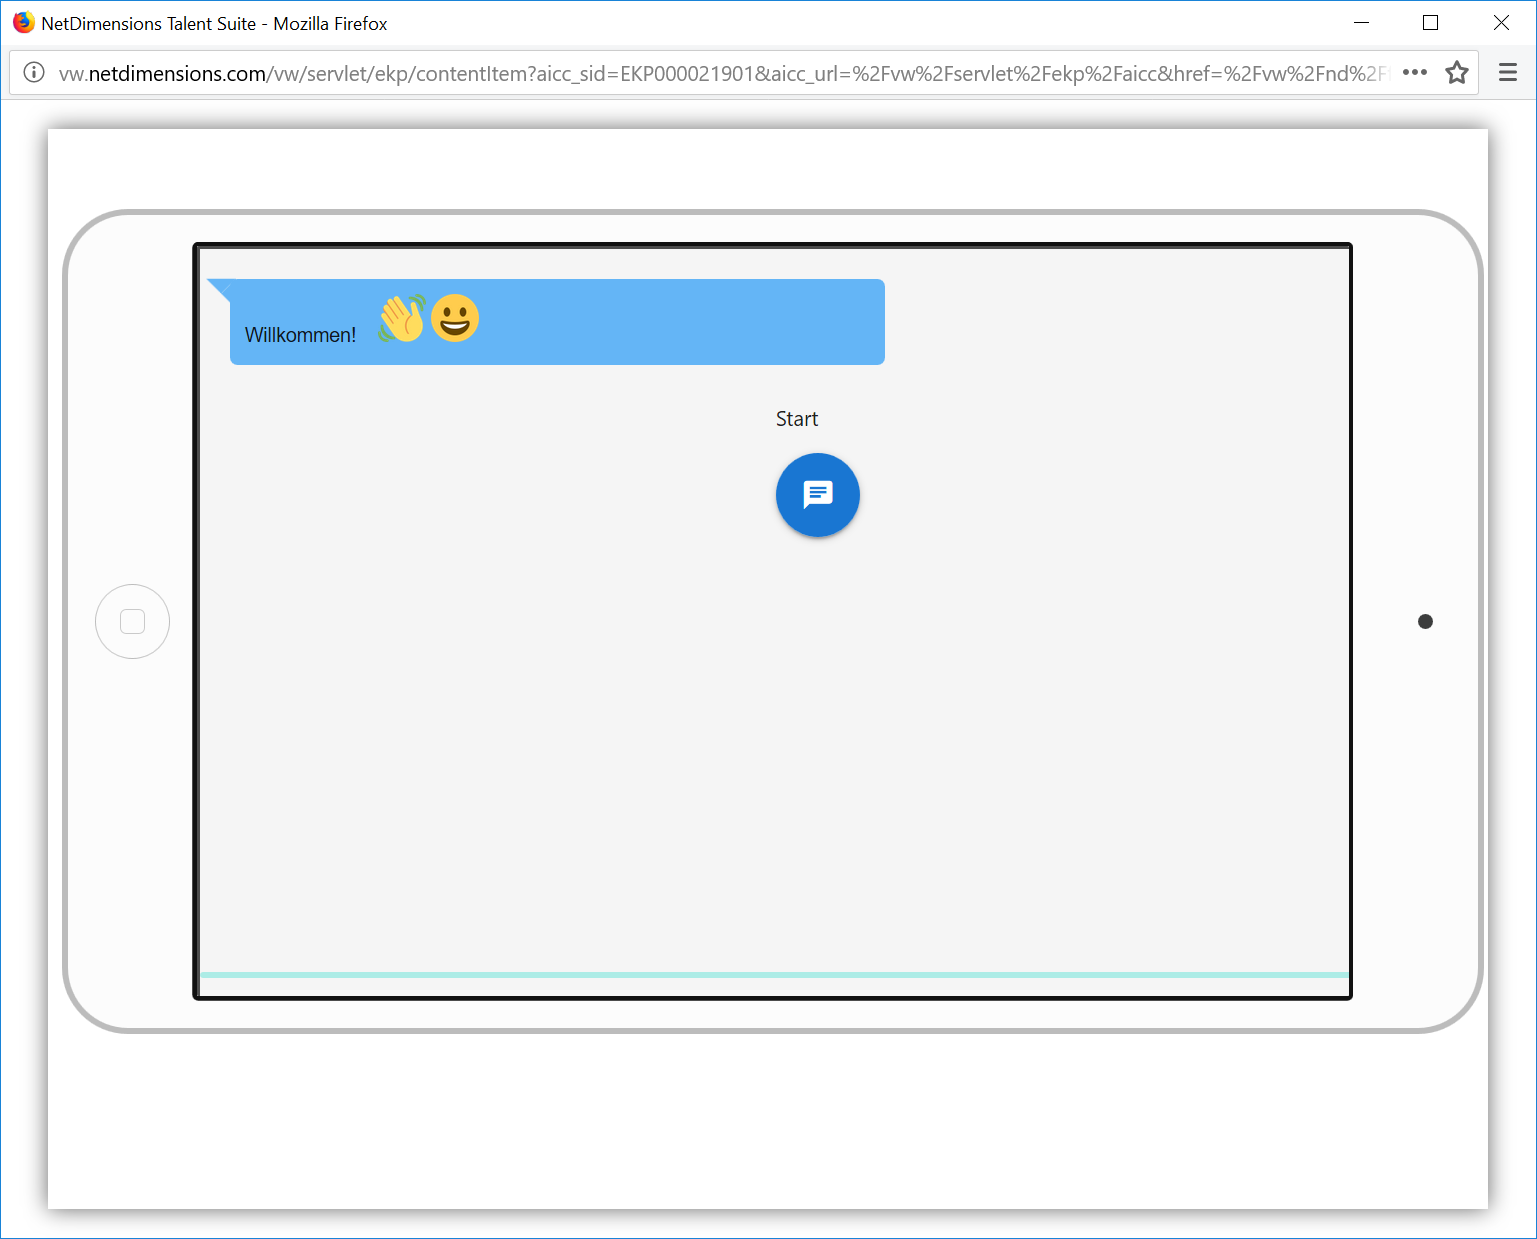 NetDimensions Talent Suite - Mozilla Firefox
vw.netdimensions.com/vw/servlet/ekp/contentItem?aicc_sid=EKP000021901&aicc_url=%2Fvw%2Fservlet%2Fekp%2Faicc&href=%2Fvw%2Fnd%2F
Willkommen! 👋😃
Start